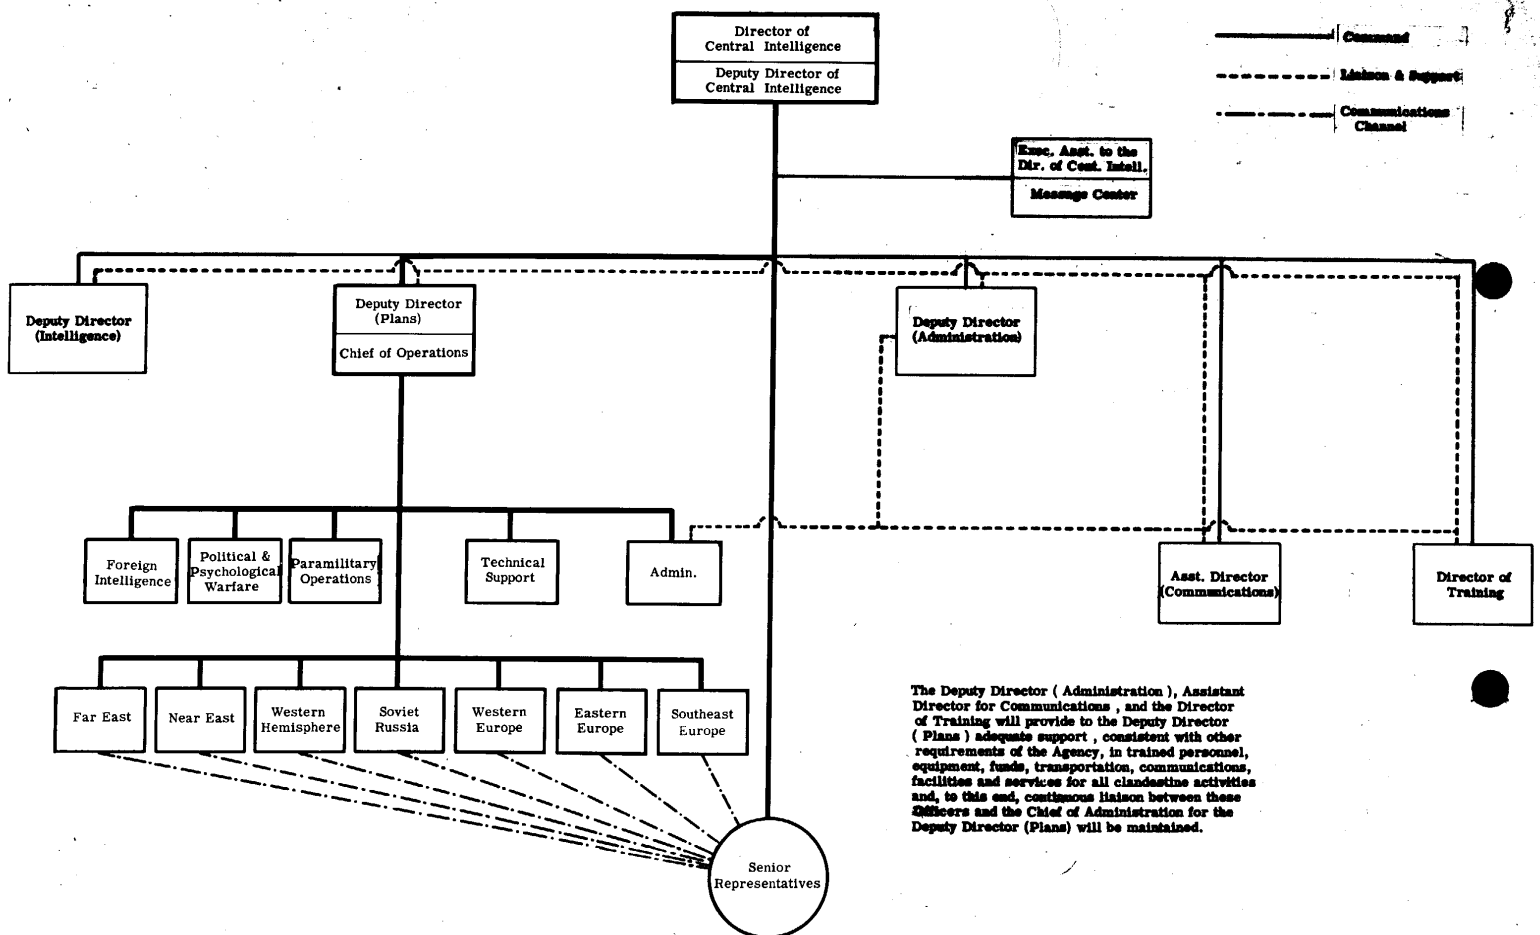 Director of
Central Intelligence
Deputy Director of
Central Intelligence
Command
Liaison & Support
Communications
Channel
Exec. Asst. to the
Dir. of Cent. Intell.
Message Center
Deputy Director
(Intelligence)
Deputy Director
(Plans)
Chief of Operations
Deputy Director
(Administration)
Foreign
Intelligence
Political &
Psychological
Warfare
Paramilitary
Operations
Technical
Support
Admin.
Asst. Director
(Communications)
Director of
Training
Far East
Near East
Western
Hemisphere
Soviet
Russia
Western
Europe
Eastern
Europe
Southeast
Europe
The Deputy Director ( Administration ), Assistant
Director for Communications , and the Director
of Training will provide to the Deputy Director
( Plans ) adequate support , consistent with other
requirements of the Agency, in trained personnel,
equipment, funds, transportation, communications,
facilities and services for all clandestine activities
and, to this end, continuous liaison between these
Officers and the Chief of Administration for the
Deputy Director (Plans) will be maintained.
Senior
Representatives